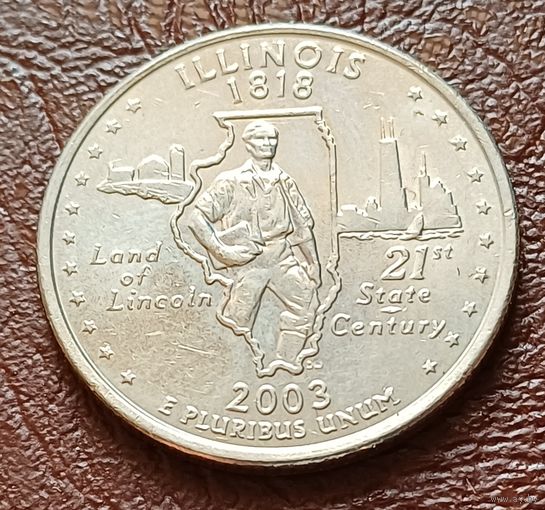 ILLINOIS
1818
Land
of
Lincoln
21st
State
Century
2003
E PLURIBUS UNUM